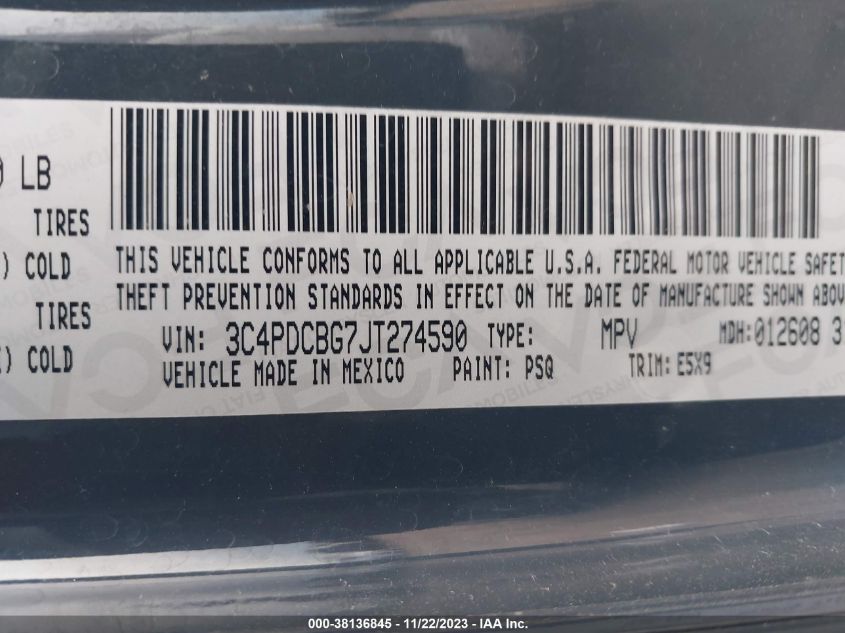 ) LB
TIRES
) COLD
TIRES
) COLD
THIS VEHICLE CONFORMS TO ALL APPLICABLE U.S.A. FEDERAL MOTOR VEHICLE SAFET
THEFT PREVENTION STANDARDS IN EFFECT ON THE DATE OF MANUFACTURE SHOWN ABOV
VIN: 3C4PDCBG7JT274590 TYPE: MPV MDH:012608 3
VEHICLE MADE IN MEXICO PAINT: PSQ TRIM: E5X9
000-38136845 - 11/22/2023 - IAA Inc.